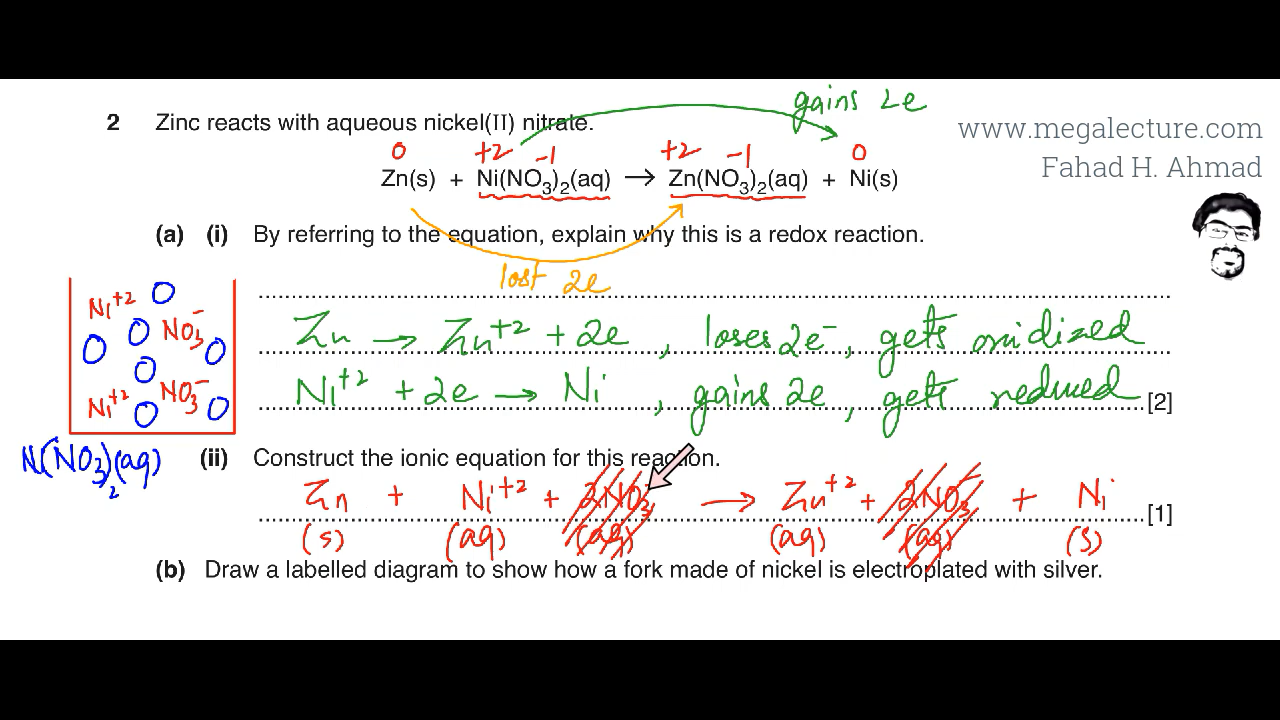 gains 2e
2 Zinc reacts with aqueous nickel(II) nitrate.
www.megalecture.com
Fahad H. Ahmad
0 +2 -1 +2 -1 0
Zn(s) + Ni(NO₃)₂(aq) → Zn(NO₃)₂(aq) + Ni(s)
(a) (i) By referring to the equation, explain why this is a redox reaction.
lost 2e
Ni⁺² NO₃⁻
Ni⁺² NO₃⁻
N(NO₃)₂(aq)
Zn → Zn⁺² + 2e , loses 2e⁻, gets oxidized
Ni⁺² + 2e → Ni , gains 2e , gets reduced [2]
(ii) Construct the ionic equation for this reaction.
Zn + Ni⁺² + 2NO₃⁻ → Zn⁺² + 2NO₃⁻ + Ni [1]
(s) (aq) (aq) (aq) (aq) (s)
(b) Draw a labelled diagram to show how a fork made of nickel is electroplated with silver.